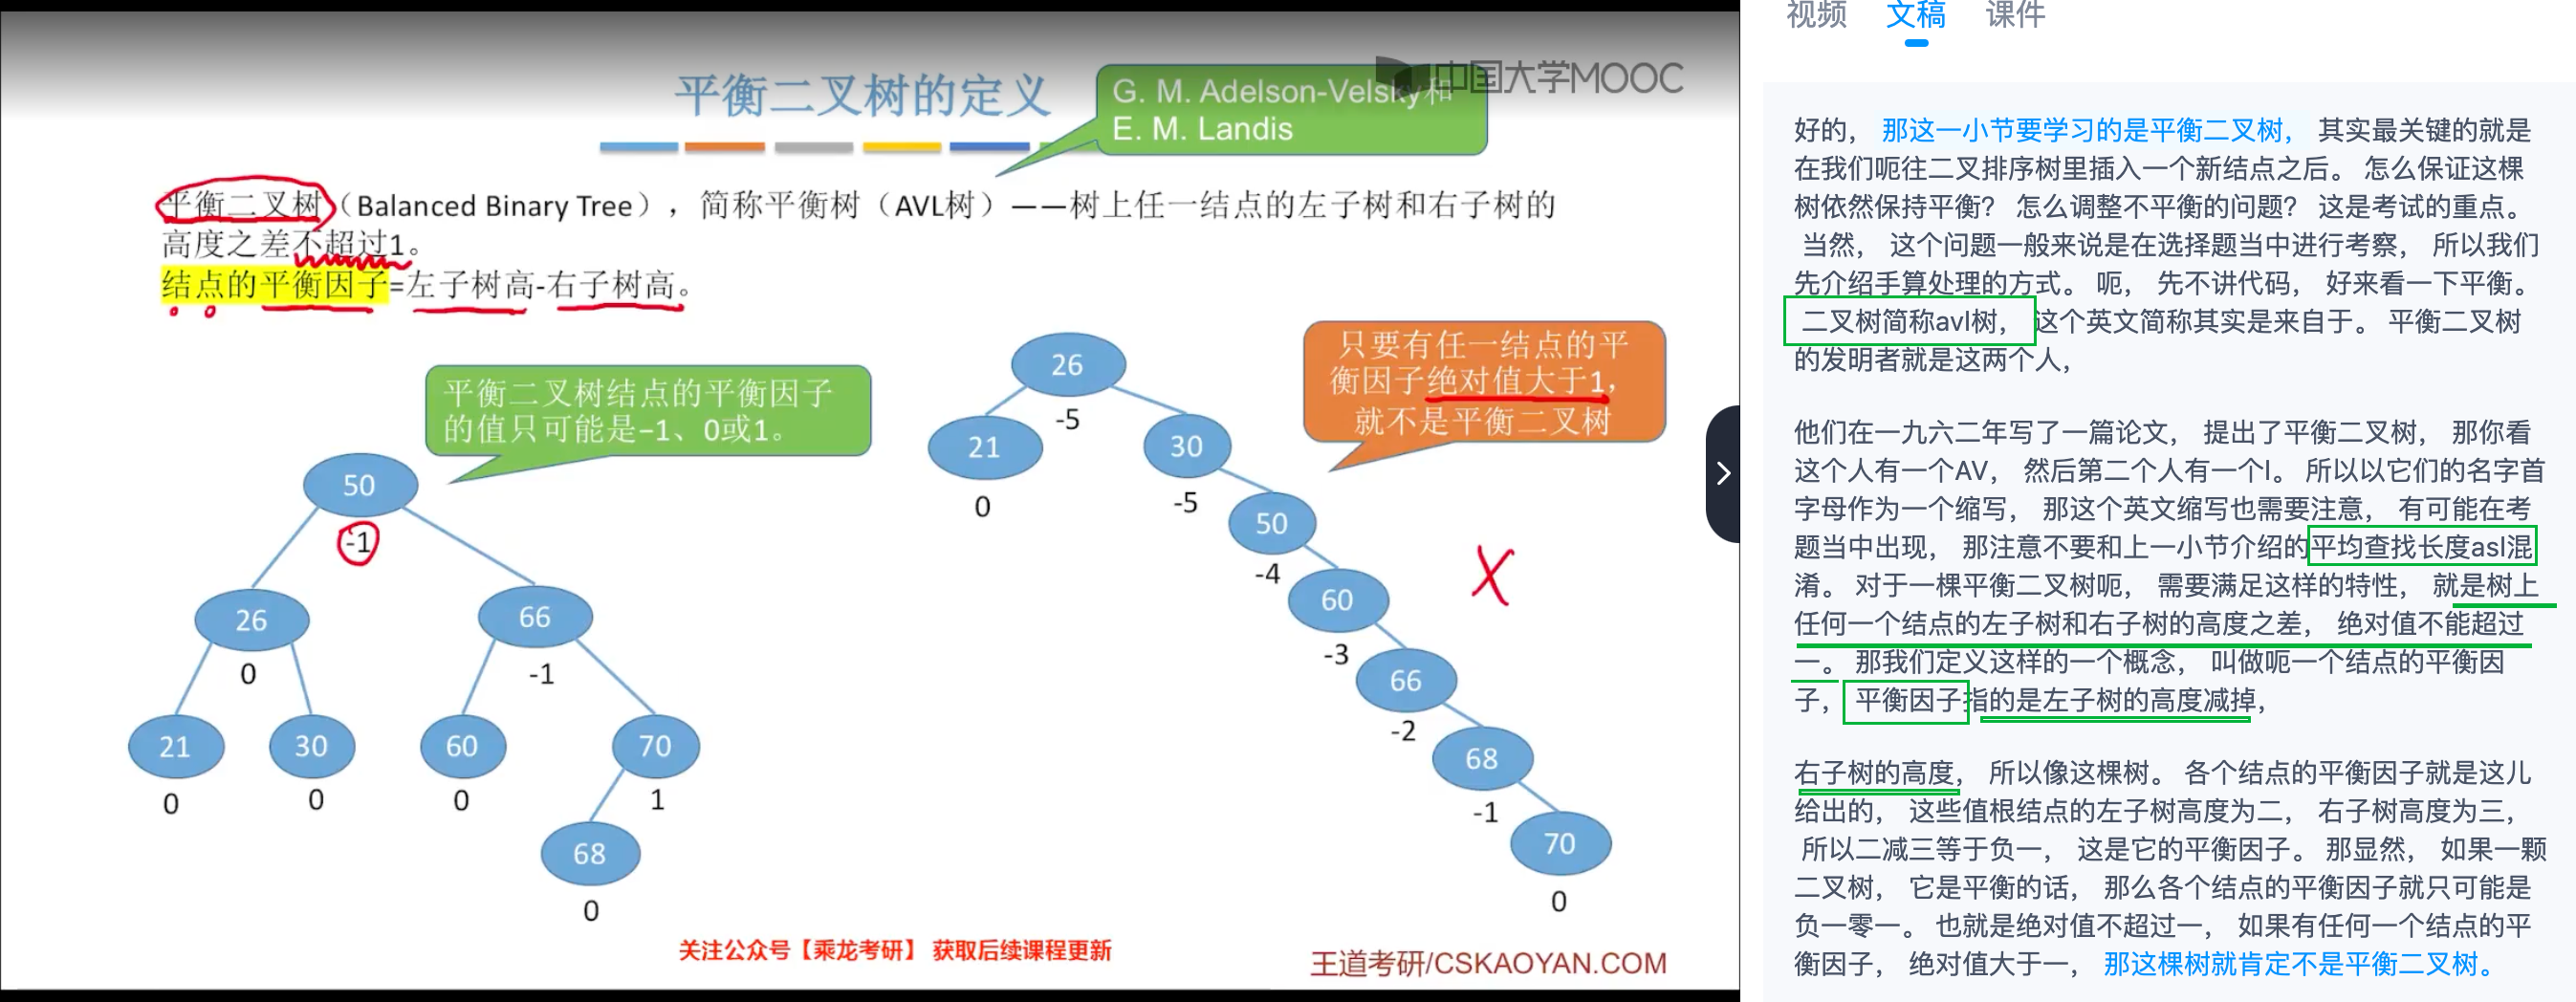 平衡二叉树的定义
G. M. Adelson-Velsky和
E. M. Landis
中国大学MOOC
平衡二叉树（Balanced Binary Tree），简称平衡树（AVL树）——树上任一结点的左子树和右子树的
高度之差不超过1。
结点的平衡因子=左子树高-右子树高。
平衡二叉树结点的平衡因子
的值只可能是−1、0或1。
50
-1
26
0
66
-1
21
0
30
0
60
0
70
1
68
0
只要有任一结点的平
衡因子绝对值大于1，
就不是平衡二叉树
26
-5
21
0
30
-5
50
-4
60
-3
66
-2
68
-1
70
0
X
关注公众号【乘龙考研】 获取后续课程更新
王道考研/CSKAOYAN.COM
视频 文稿 课件
好的， 那这一小节要学习的是平衡二叉树， 其实最关键的就是
在我们呃往二叉排序树里插入一个新结点之后。 怎么保证这棵
树依然保持平衡？ 怎么调整不平衡的问题？ 这是考试的重点。
当然， 这个问题一般来说是在选择题当中进行考察， 所以我们
先介绍手算处理的方式。 呃， 先不讲代码， 好来看一下平衡。
二叉树简称avl树， 这个英文简称其实是来自于。 平衡二叉树
的发明者就是这两个人，
他们在一九六二年写了一篇论文， 提出了平衡二叉树， 那你看
这个人有一个AV， 然后第二个人有一个l。 所以以它们的名字首
字母作为一个缩写， 那这个英文缩写也需要注意， 有可能在考
题当中出现， 那注意不要和上一小节介绍的平均查找长度asl混
淆。 对于一棵平衡二叉树呃， 需要满足这样的特性， 就是树上
任何一个结点的左子树和右子树的高度之差， 绝对值不能超过
一。 那我们定义这样的一个概念， 叫做呃一个结点的平衡因
子， 平衡因子指的是左子树的高度减掉，
右子树的高度， 所以像这棵树。 各个结点的平衡因子就是这儿
给出的， 这些值根结点的左子树高度为二， 右子树高度为三，
所以二减三等于负一， 这是它的平衡因子。 那显然， 如果一颗
二叉树， 它是平衡的话， 那么各个结点的平衡因子就只可能是
负一零一。 也就是绝对值不超过一， 如果有任何一个结点的平
衡因子， 绝对值大于一， 那这棵树就肯定不是平衡二叉树。